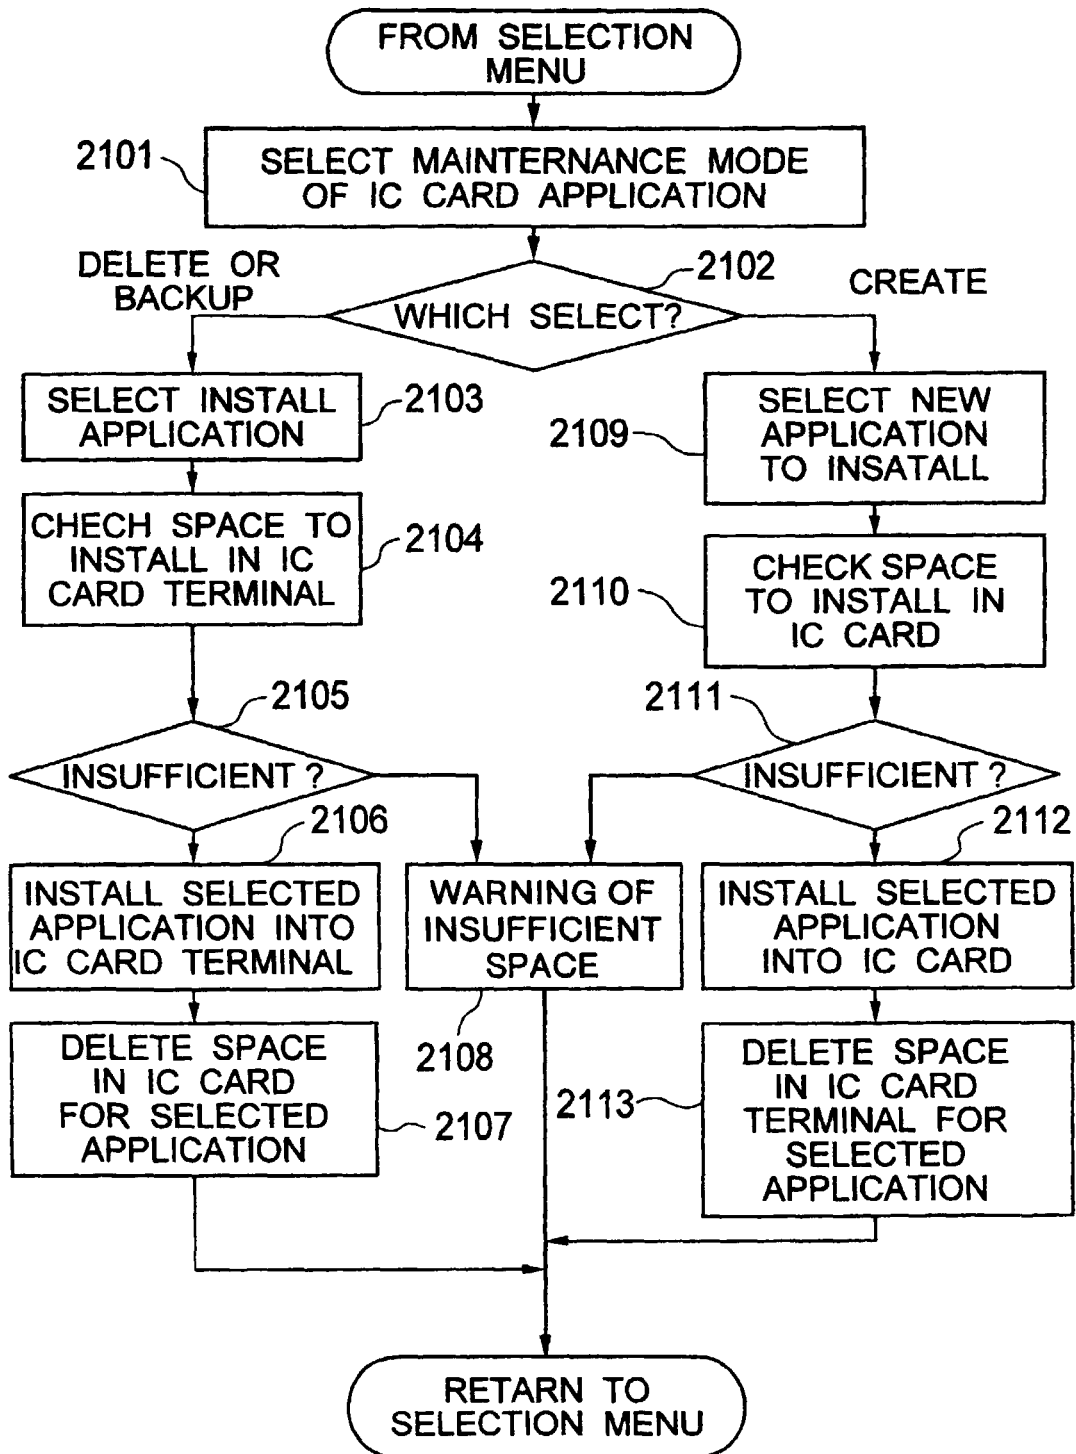 FROM SELECTION
MENU
2101
SELECT MAINTERNANCE MODE
OF IC CARD APPLICATION
DELETE OR
BACKUP
2102
CREATE
WHICH SELECT?
SELECT INSTALL
APPLICATION
2103
CHECH SPACE TO
INSTALL IN IC
CARD TERMINAL
2104
2105
INSUFFICIENT ?
2106
INSTALL SELECTED
APPLICATION INTO
IC CARD TERMINAL
DELETE SPACE
IN IC CARD
FOR SELECTED
APPLICATION
2107
WARNING OF
INSUFFICIENT
SPACE
2108
2109
SELECT NEW
APPLICATION
TO INSATALL
2110
CHECK SPACE
TO INSTALL IN
IC CARD
2111
INSUFFICIENT ?
2112
INSTALL SELECTED
APPLICATION
INTO IC CARD
2113
DELETE SPACE
IN IC CARD
TERMINAL FOR
SELECTED
APPLICATION
RETARN TO
SELECTION MENU